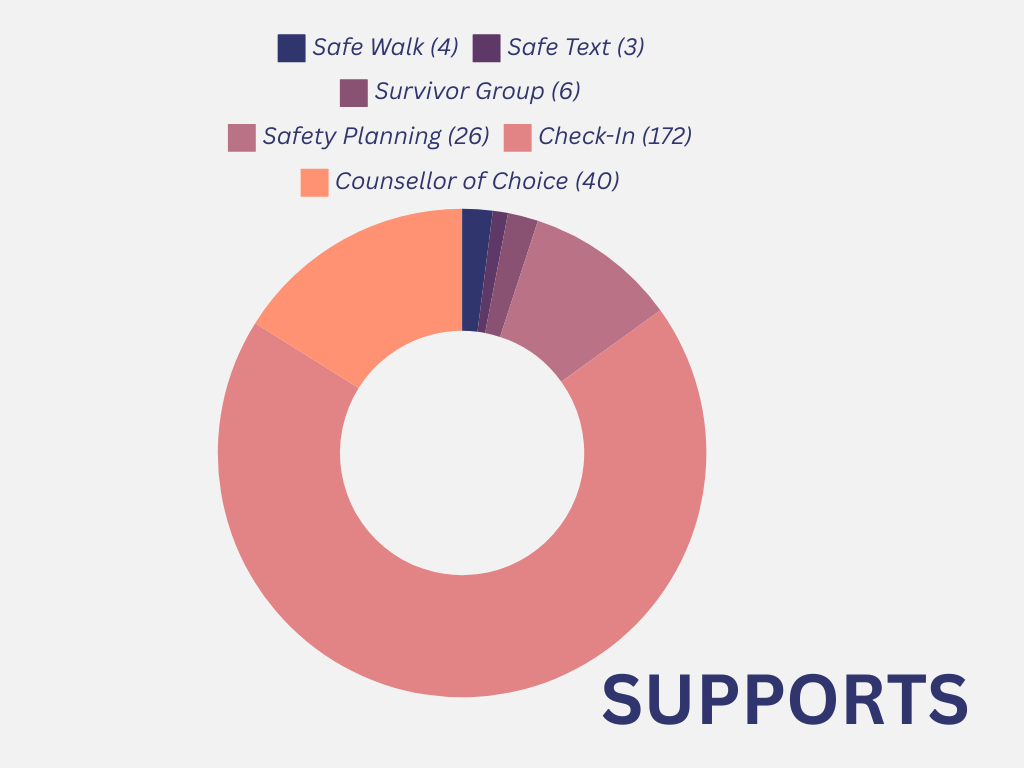 Safe Walk (4) Safe Text (3)
Survivor Group (6)
Safety Planning (26) Check-In (172)
Counsellor of Choice (40)
SUPPORTS